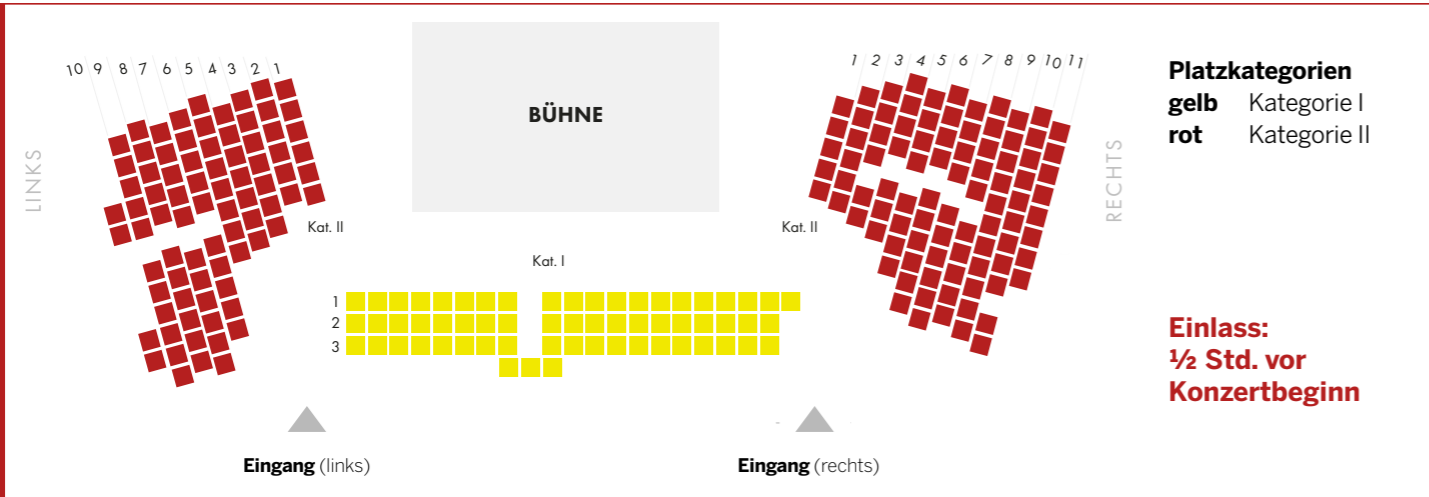 10 9 8 7 6 5 4 3 2 1
LINKS
BÜHNE
1 2 3 4 5 6 7 8 9 10 11
RECHTS
Platzkategorien
gelb Kategorie I
rot Kategorie II
Kat. II
Kat. II
Kat. I
1
2
3
Einlass:
½ Std. vor
Konzertbeginn
Eingang (links)
Eingang (rechts)